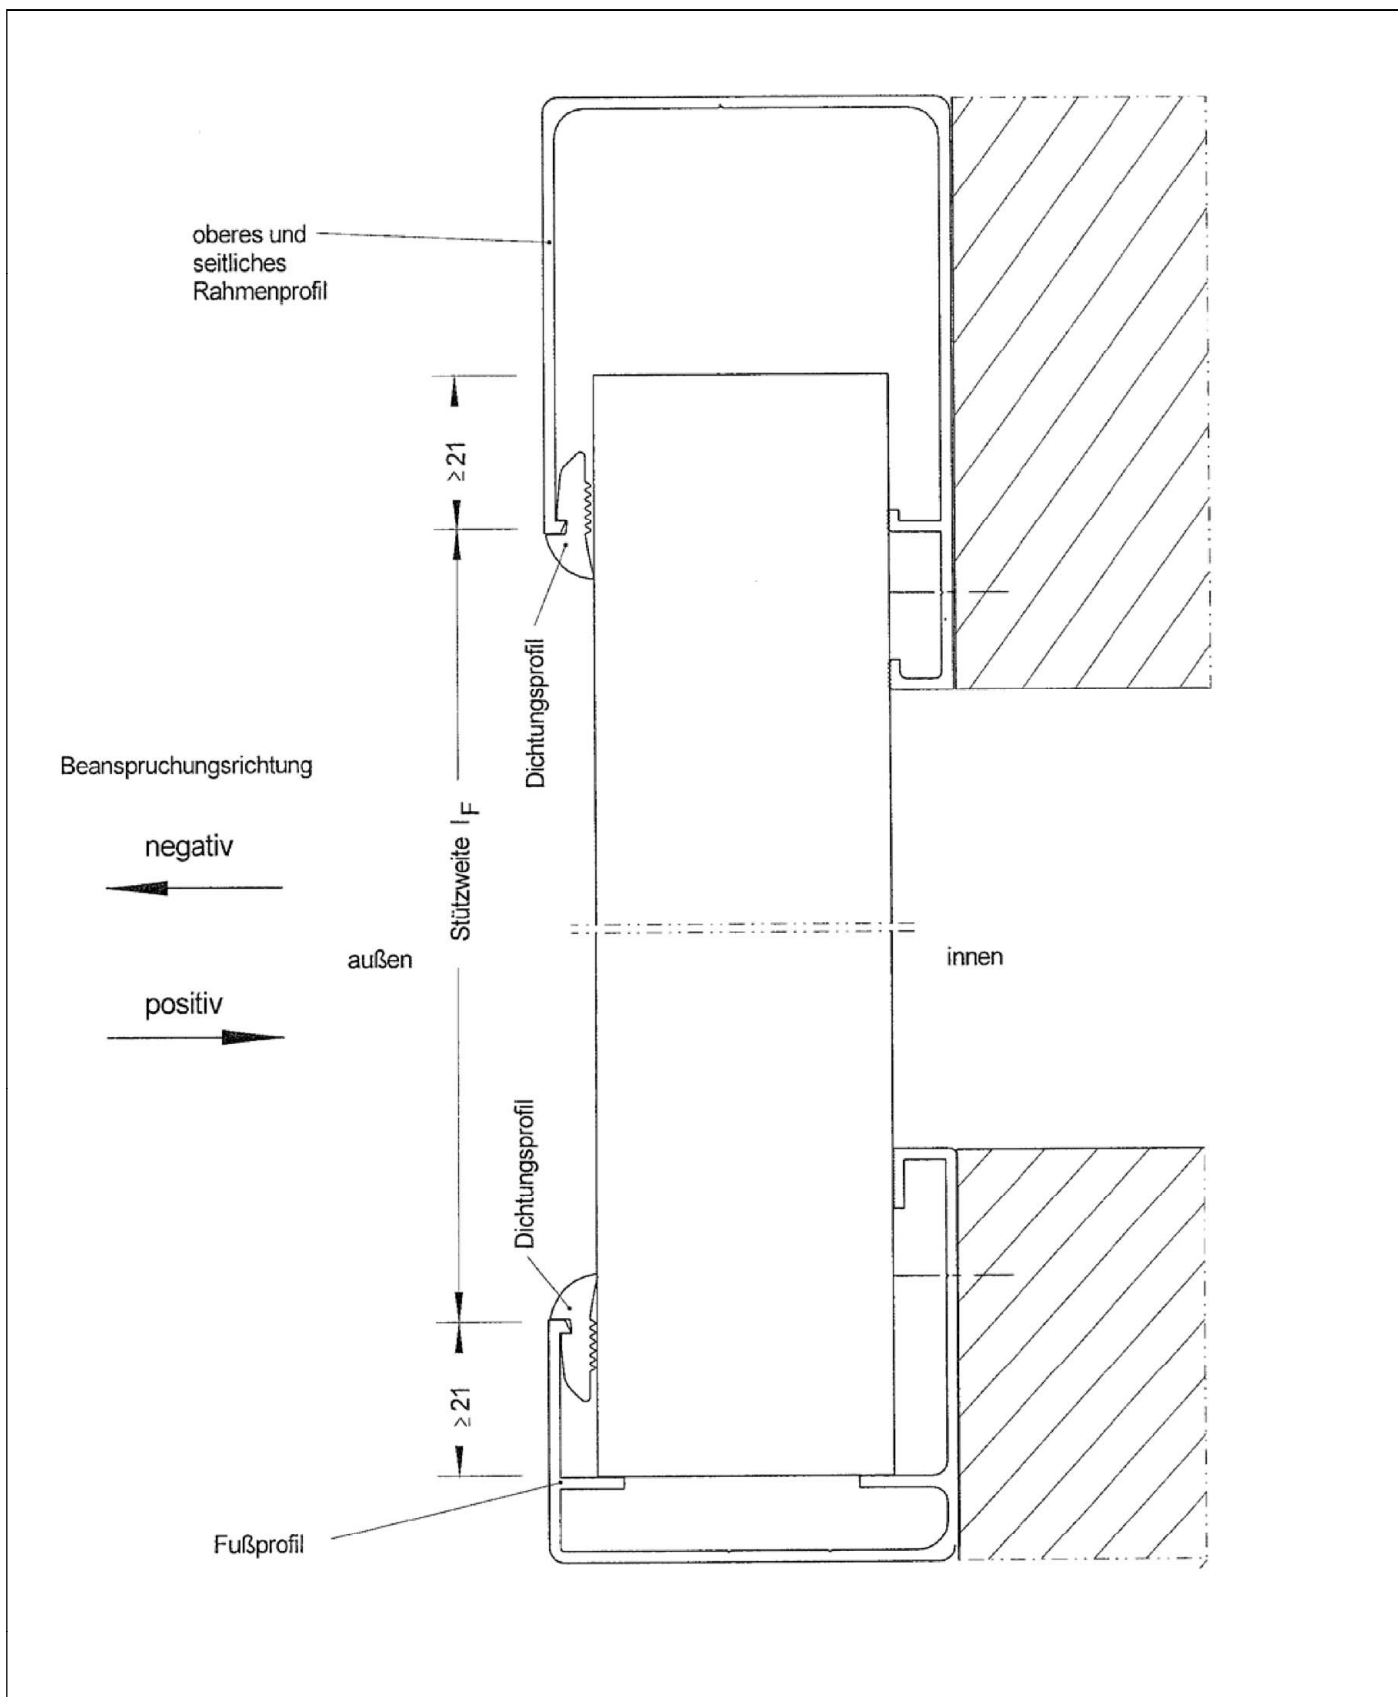 oberes und
seitliches
Rahmenprofil
≥21
Dichtungsprofil
Beanspruchungsrichtung
negativ
Stützweite l_F
außen
innen
positiv
Dichtungsprofil
≥21
Fußprofil